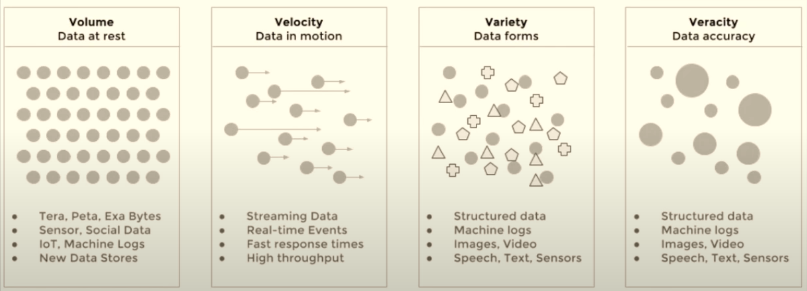 Volume
Data at rest
• Tera, Peta, Exa Bytes
• Sensor, Social Data
• IoT, Machine Logs
• New Data Stores
Velocity
Data in motion
• Streaming Data
• Real-time Events
• Fast response times
• High throughput
Variety
Data forms
• Structured data
• Machine logs
• Images, Video
• Speech, Text, Sensors
Veracity
Data accuracy
• Structured data
• Machine logs
• Images, Video
• Speech, Text, Sensors